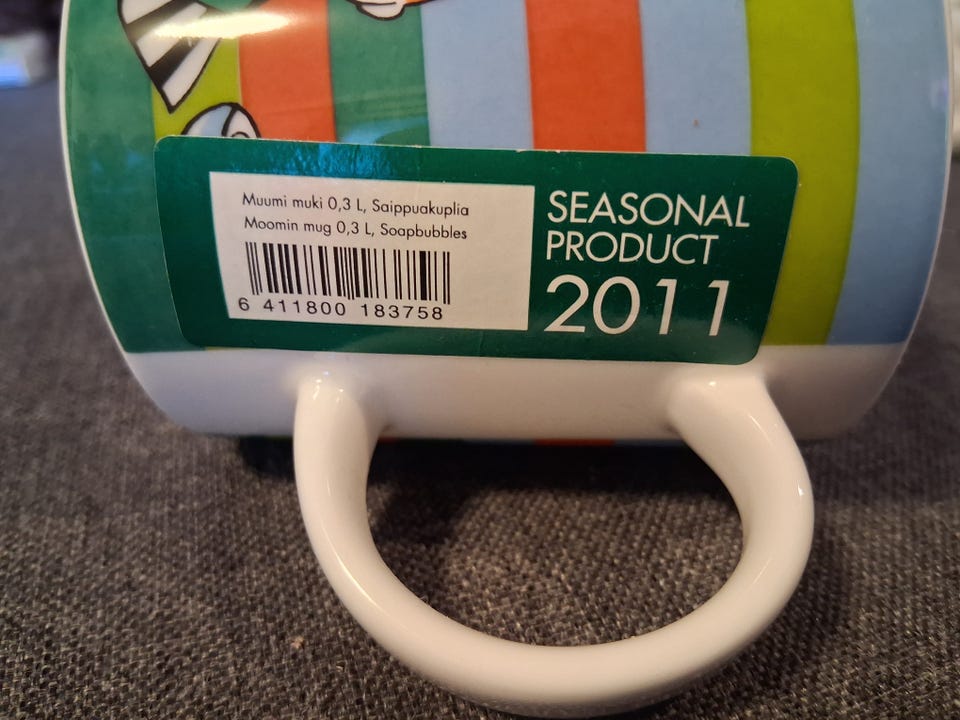 Muumi muki 0,3 L, Saippuakuplia
Moomin mug 0,3 L, Soapbubbles
6 411800 183758
SEASONAL
PRODUCT
2011